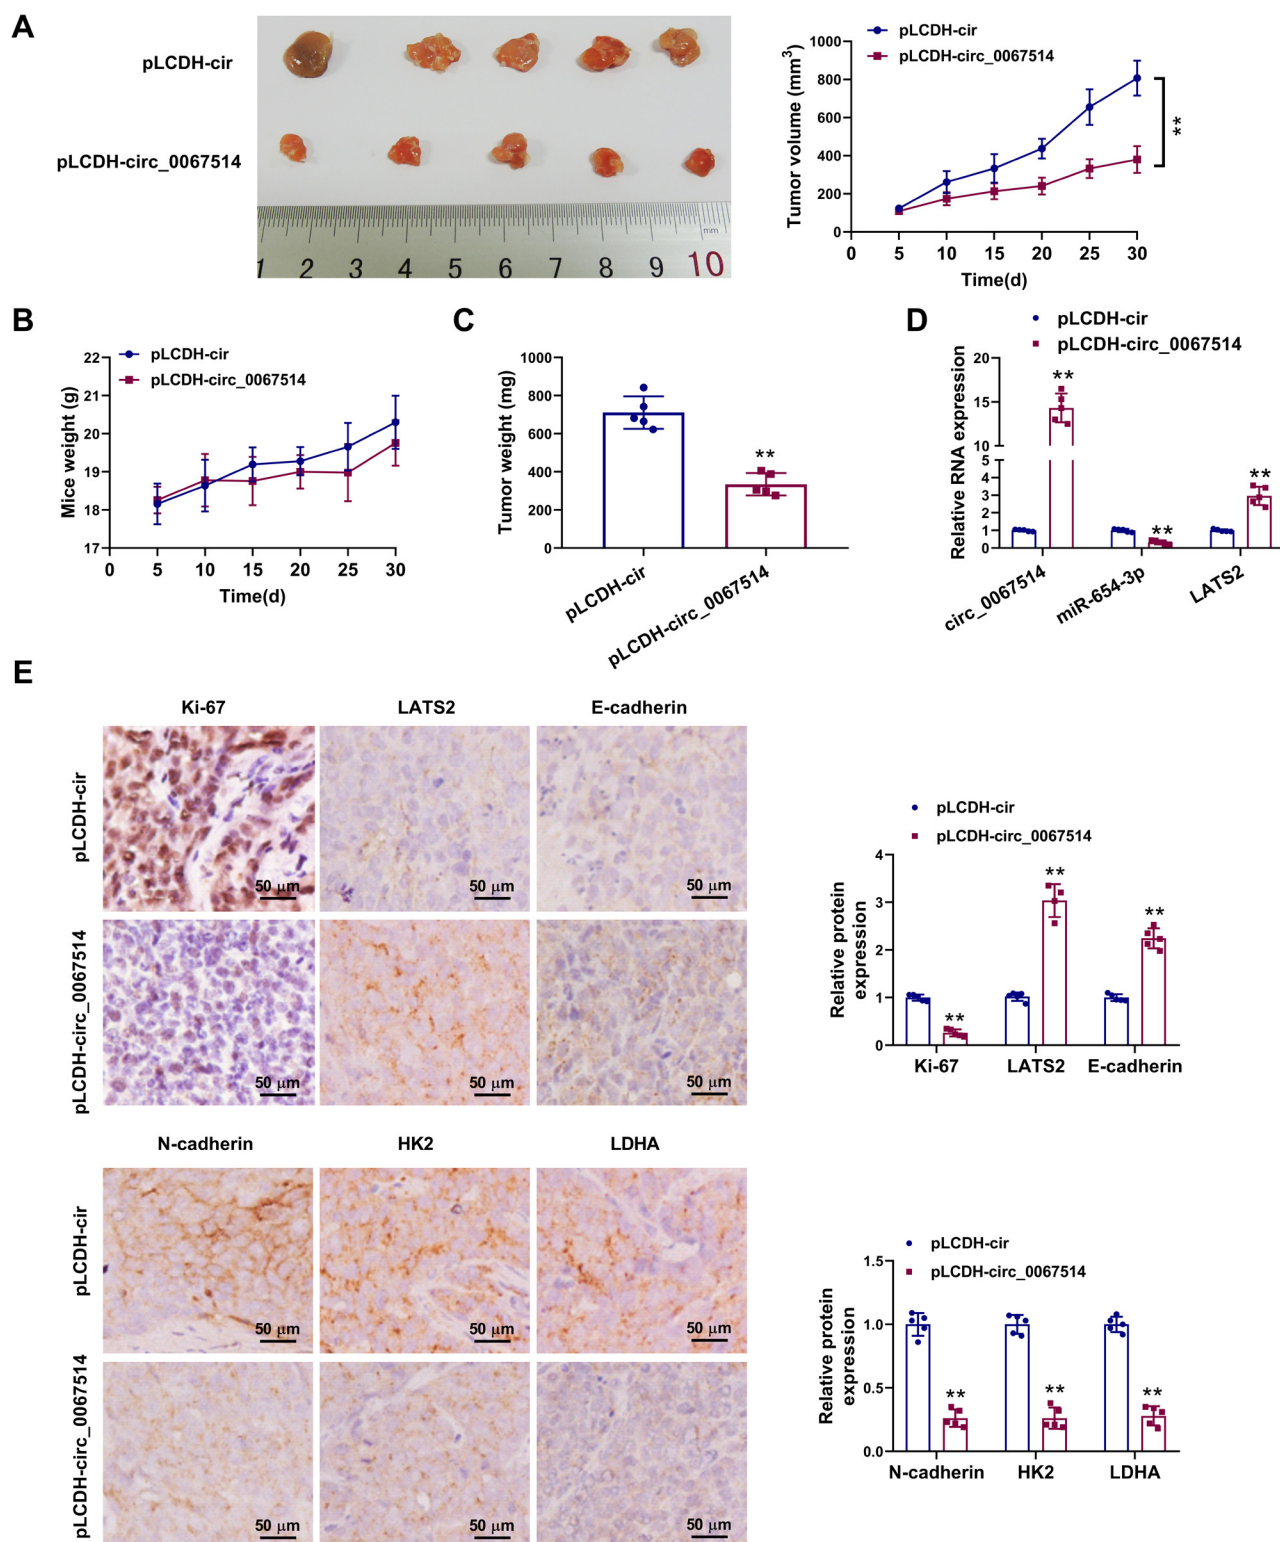 A
pLCDH-cir
pLCDH-circ_0067514
mm
1 2 3 4 5 6 7 8 9 10
pLCDH-cir
pLCDH-circ_0067514
Tumor volume (mm³)
1000
800
600
400
200
0
**
0 5 10 15 20 25 30
Time(d)
B
pLCDH-cir
pLCDH-circ_0067514
Mice weight (g)
22
21
20
19
18
17
0 5 10 15 20 25 30
Time(d)
C
Tumor weight (mg)
1000
800
600
400
200
0
**
pLCDH-cir
pLCDH-circ_0067514
D
pLCDH-cir
pLCDH-circ_0067514
Relative RNA expression
20
15
10
5
4
3
2
1
0
** ** **
circ_0067514
miR-654-3p
LATS2
E
Ki-67 LATS2 E-cadherin
pLCDH-cir
50 μm 50 μm 50 μm
pLCDH-circ_0067514
50 μm 50 μm 50 μm
pLCDH-cir
pLCDH-circ_0067514
Relative protein
expression
4
3
2
1
0
** ** **
Ki-67 LATS2 E-cadherin
N-cadherin HK2 LDHA
pLCDH-cir
50 μm 50 μm 50 μm
pLCDH-circ_0067514
50 μm 50 μm 50 μm
pLCDH-cir
pLCDH-circ_0067514
Relative protein
expression
1.5
1.0
0.5
0.0
** ** **
N-cadherin HK2 LDHA